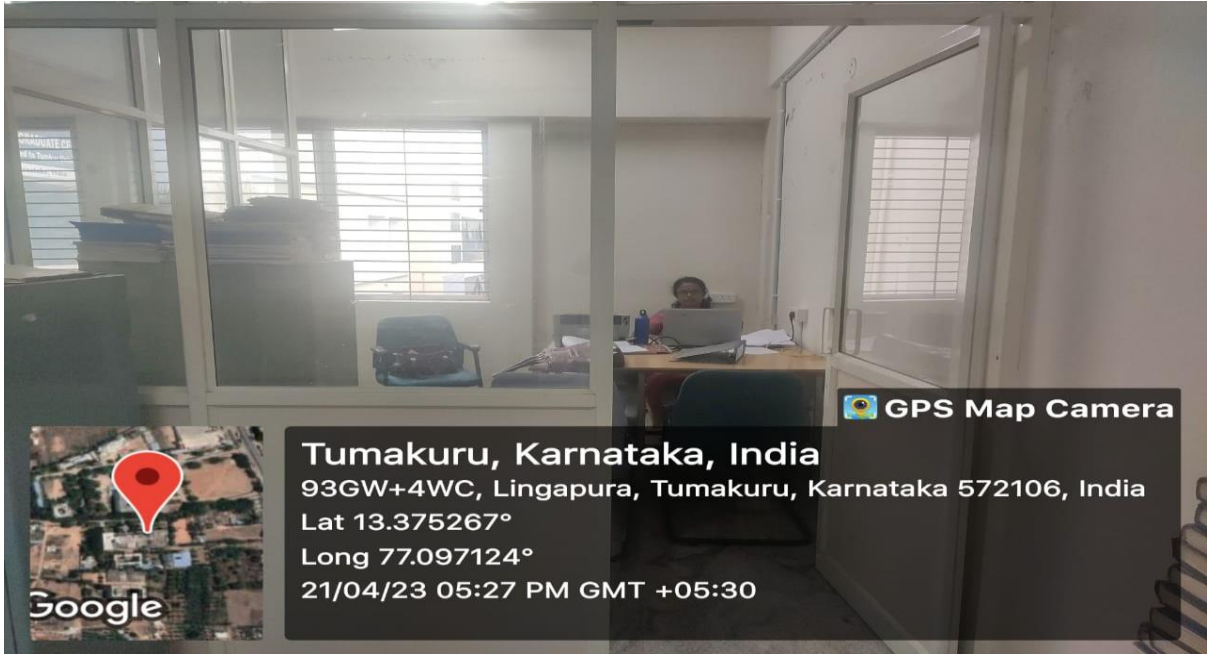 GPS Map Camera
Tumakuru, Karnataka, India
93GW+4WC, Lingapura, Tumakuru, Karnataka 572106, India
Lat 13.375267°
Long 77.097124°
21/04/23 05:27 PM GMT +05:30
Google